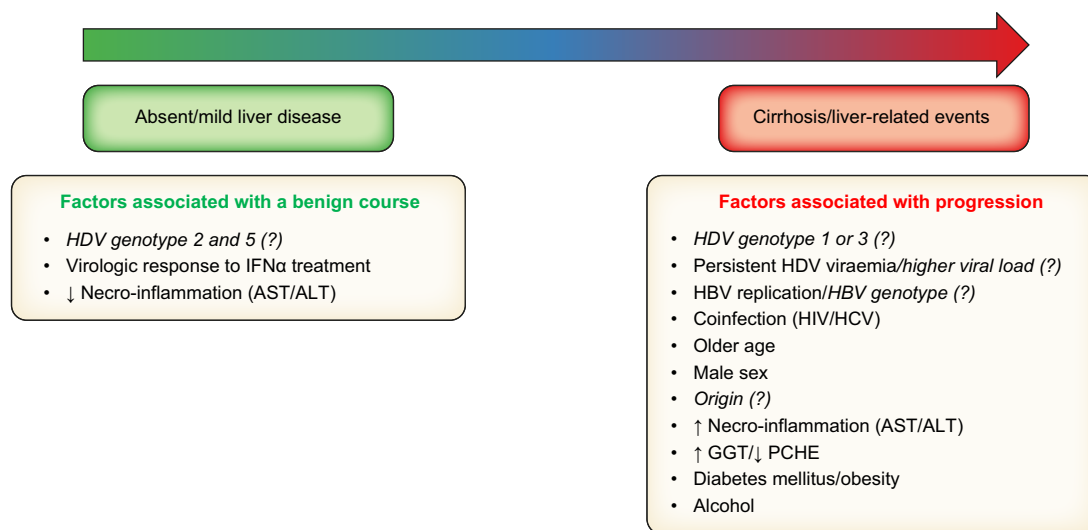 Absent/mild liver disease
Cirrhosis/liver-related events
Factors associated with a benign course
• HDV genotype 2 and 5 (?)
• Virologic response to IFNα treatment
• ↓ Necro-inflammation (AST/ALT)
Factors associated with progression
• HDV genotype 1 or 3 (?)
• Persistent HDV viraemia/higher viral load (?)
• HBV replication/HBV genotype (?)
• Coinfection (HIV/HCV)
• Older age
• Male sex
• Origin (?)
• ↑ Necro-inflammation (AST/ALT)
• ↑ GGT/↓ PCHE
• Diabetes mellitus/obesity
• Alcohol